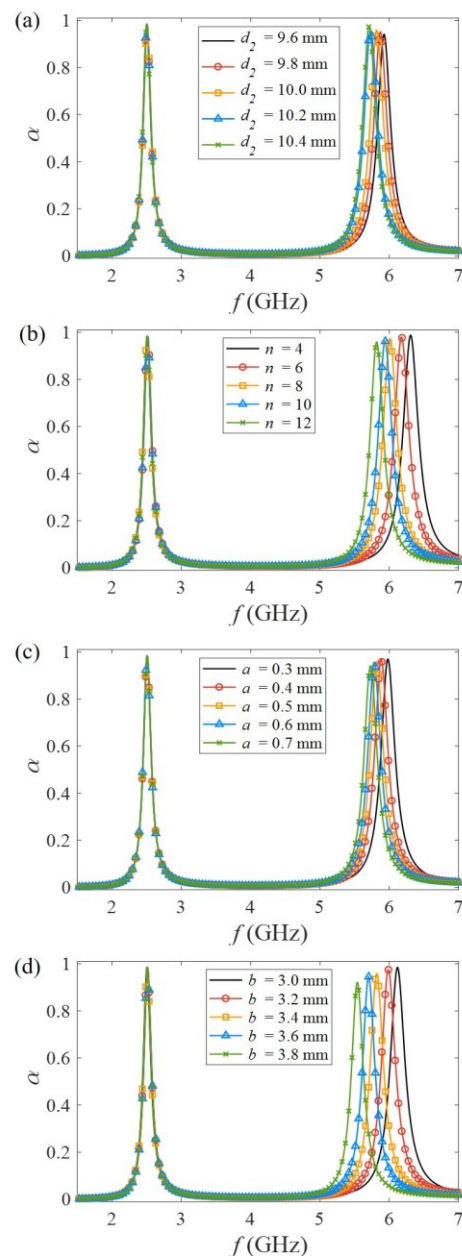 (a)
1
0.8
0.6
0.4
0.2
0
α
d₂ = 9.6 mm
d₂ = 9.8 mm
d₂ = 10.0 mm
d₂ = 10.2 mm
d₂ = 10.4 mm
2 3 4 5 6 7
f (GHz)
(b)
1
0.8
0.6
0.4
0.2
0
α
n = 4
n = 6
n = 8
n = 10
n = 12
2 3 4 5 6 7
f (GHz)
(c)
1
0.8
0.6
0.4
0.2
0
α
a = 0.3 mm
a = 0.4 mm
a = 0.5 mm
a = 0.6 mm
a = 0.7 mm
2 3 4 5 6 7
f (GHz)
(d)
1
0.8
0.6
0.4
0.2
0
α
b = 3.0 mm
b = 3.2 mm
b = 3.4 mm
b = 3.6 mm
b = 3.8 mm
2 3 4 5 6 7
f (GHz)